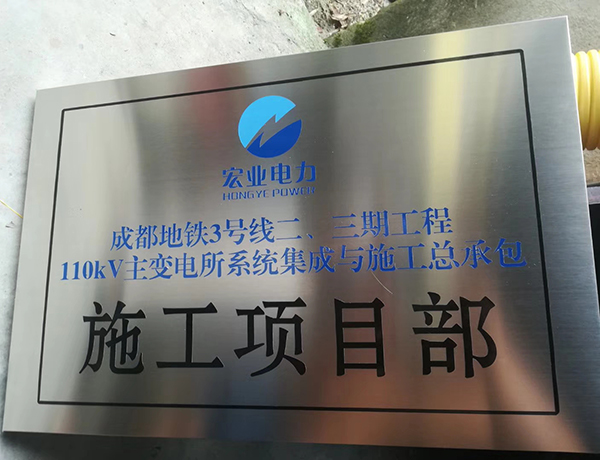 宏业电力
HONGYE POWER
成都地铁3号线二、三期工程
110kV主变电所系统集成与施工总承包
施工项目部